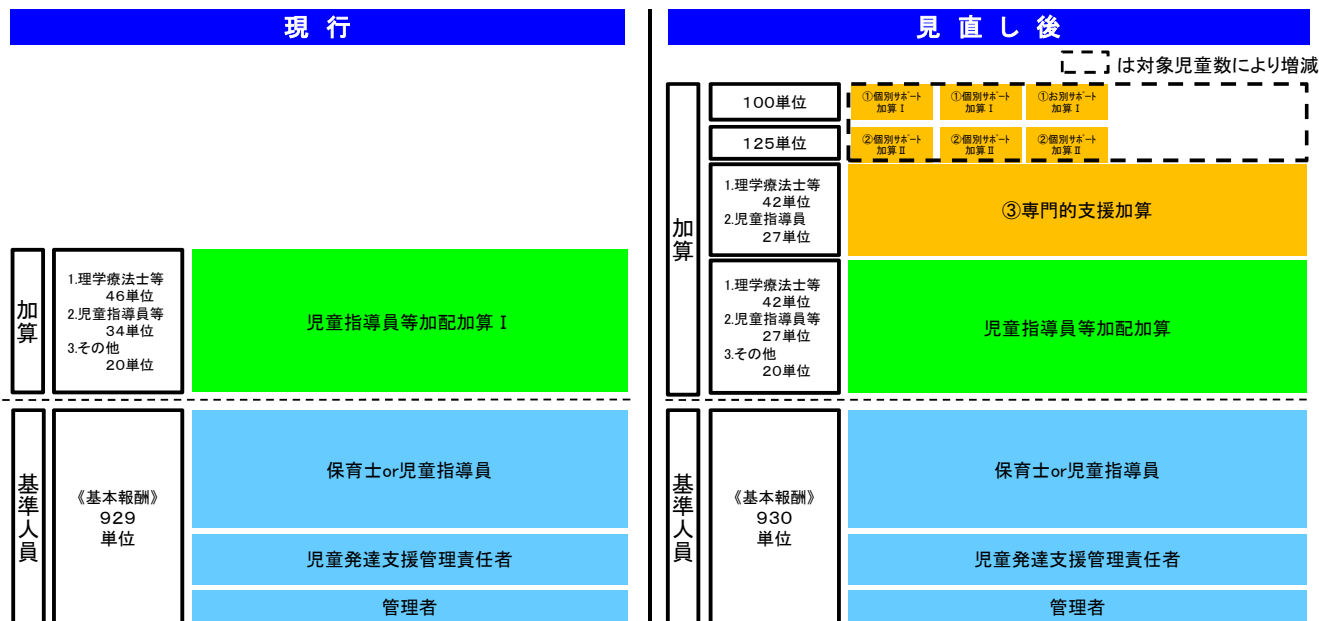 現行
加算
1.理学療法士等
46単位
2.児童指導員等
34単位
3.その他
20単位
児童指導員等加配加算Ⅰ
基準人員
《基本報酬》
929
単位
保育士or児童指導員
児童発達支援管理責任者
管理者
見直し後
は対象児童数により増減
加算
100単位
①個別サポート
加算Ⅰ
①個別サポート
加算Ⅰ
①お別サポート
加算Ⅰ
125単位
②個別サポート
加算Ⅱ
②個別サポート
加算Ⅱ
②個別サポート
加算Ⅱ
1.理学療法士等
42単位
2.児童指導員
27単位
③専門的支援加算
1.理学療法士等
42単位
2.児童指導員等
27単位
3.その他
20単位
児童指導員等加配加算
基準人員
《基本報酬》
930
単位
保育士or児童指導員
児童発達支援管理責任者
管理者